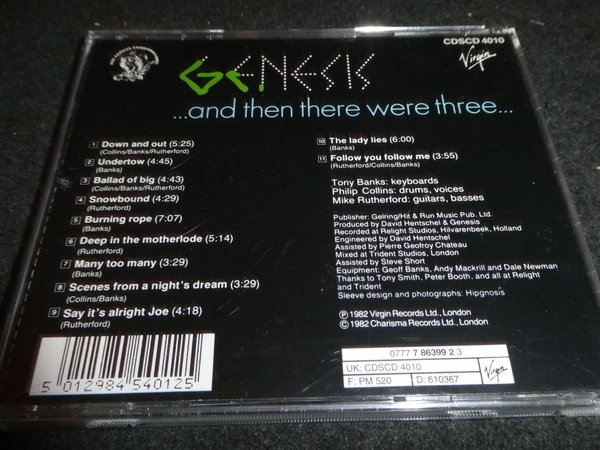 THE FAMOUS CHARISMA LABEL
CDSCD 4010
Virgin
GENESIS
...and then there were three...
1 Down and out (5:25)
(Collins/Banks/Rutherford)
2 Undertow (4:45)
(Banks)
3 Ballad of big (4:43)
(Collins/Banks/Rutherford)
4 Snowbound (4:29)
(Rutherford)
5 Burning rope (7:07)
(Banks)
6 Deep in the motherlode (5:14)
(Rutherford)
7 Many too many (3:29)
(Banks)
8 Scenes from a night's dream (3:29)
(Collins/Banks)
9 Say it's alright Joe (4:18)
(Rutherford)
10 The lady lies (6:00)
(Banks)
11 Follow you follow me (3:55)
(Rutherford/Collins/Banks)
Tony Banks: keyboards
Philip Collins: drums, voices
Mike Rutherford: guitars, basses
Publisher: Gelring/Hit & Run Music Pub. Ltd.
Produced by David Hentschel & Genesis
Recorded at Relight Studios, Hilvarenbeek, Holland
Engineered by David Hentschel
Assisted by Pierre Geofroy Chateau
Mixed at Trident Studios, London
Assisted by Steve Short
Equipment: Geoff Banks, Andy Mackrill and Dale Newman
Thanks to Tony Smith, Peter Booth, and all at Relight
and Trident
Sleeve design and photographs: Hipgnosis
℗ 1982 Virgin Records Ltd., London
© 1982 Charisma Records Ltd., London
5 012984 540125
0777 7 86399 2 3
UK: CDSCD 4010
F: PM 520
D: 610367
Virgin